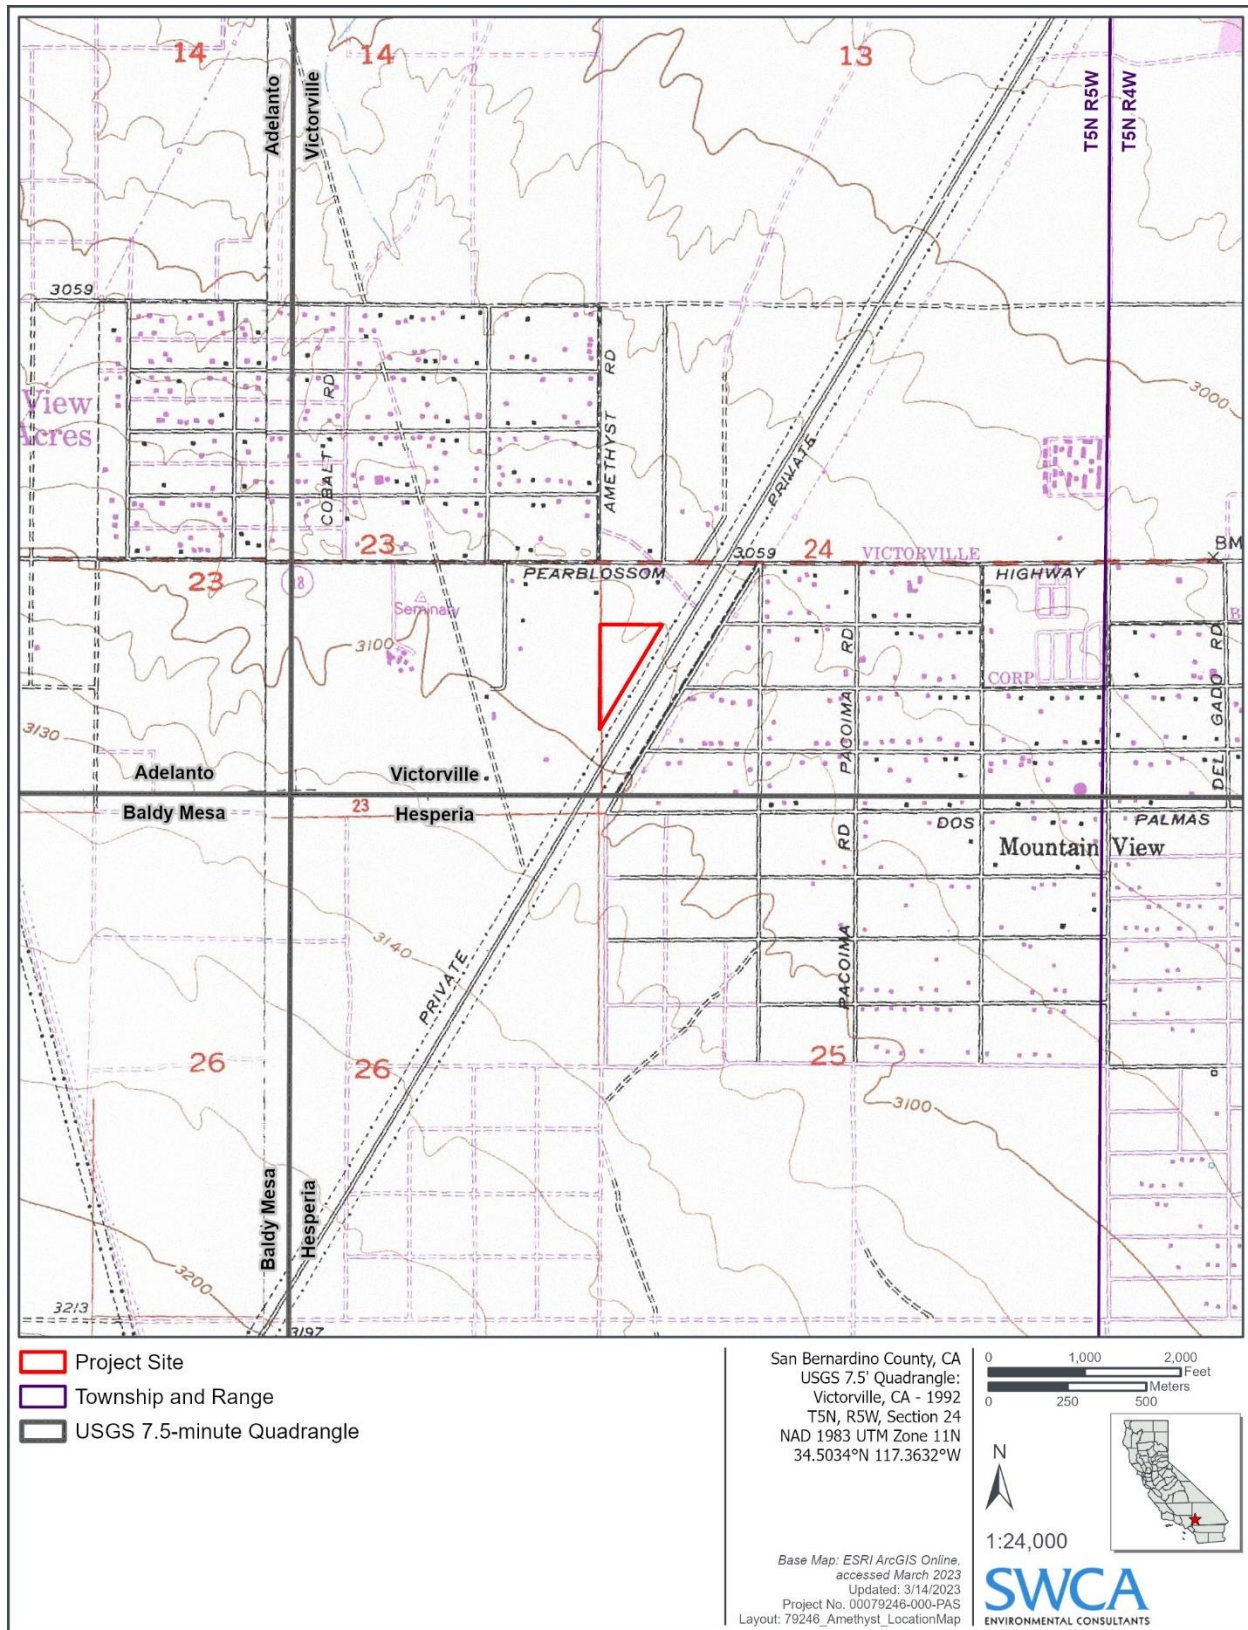 14
14
13
Adelanto
Victorville
T5N R5W
T5N R4W
3059
3000
View
Acres
COBALT RD
AMETHYST RD
PRIVATE
23
3059
24
VICTORVILLE
BM
23
18
PEARBLOSSOM
HIGHWAY
Seminary
3100
PACOIMA RD
CORP
DEL GADO RD
B
3130
Adelanto
Victorville
Baldy Mesa
23
Hesperia
DOS
PALMAS
Mountain View
PACOIMA RD
3140
PRIVATE
26
26
25
3100
Baldy Mesa
Hesperia
3200
3213
3197
Project Site
Township and Range
USGS 7.5-minute Quadrangle
San Bernardino County, CA
USGS 7.5' Quadrangle:
Victorville, CA - 1992
T5N, R5W, Section 24
NAD 1983 UTM Zone 11N
34.5034°N 117.3632°W
Base Map: ESRI ArcGIS Online,
accessed March 2023
Updated: 3/14/2023
Project No. 00079246-000-PAS
Layout: 79246_Amethyst_LocationMap
0 1,000 2,000
Feet
Meters
0 250 500
N
1:24,000
SWCA
ENVIRONMENTAL CONSULTANTS